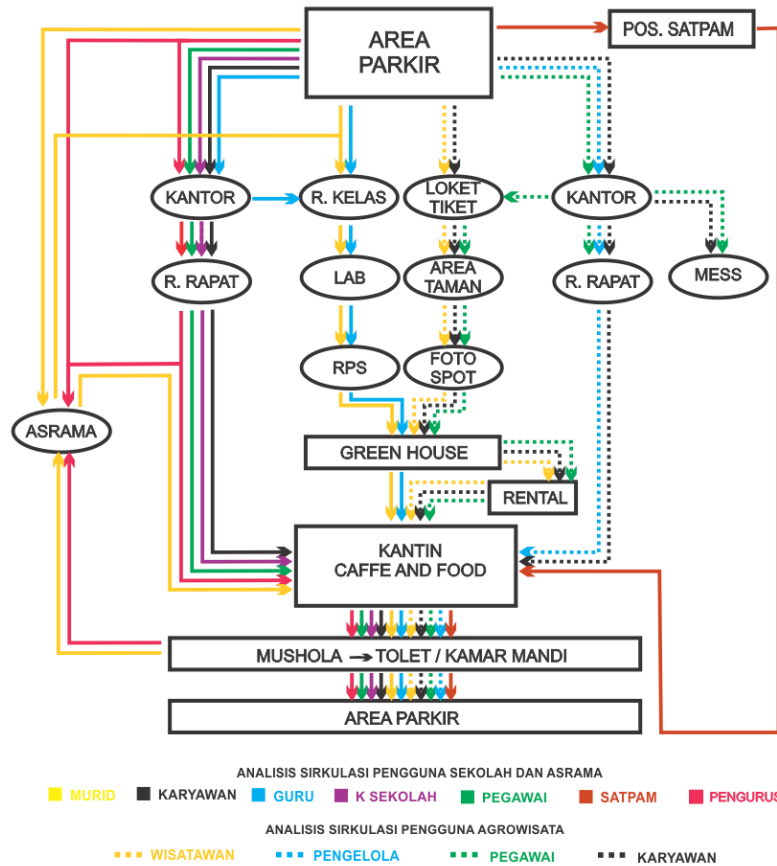 AREA
PARKIR
POS. SATPAM
KANTOR
R. KELAS
LOKET
TIKET
KANTOR
R. RAPAT
LAB
AREA
TAMAN
R. RAPAT
MESS
RPS
FOTO
SPOT
ASRAMA
GREEN HOUSE
RENTAL
KANTIN
CAFFE AND FOOD
MUSHOLA → TOLET / KAMAR MANDI
AREA PARKIR
ANALISIS SIRKULASI PENGGUNA SEKOLAH DAN ASRAMA
MURID KARYAWAN GURU K SEKOLAH PEGAWAI SATPAM PENGURUS
ANALISIS SIRKULASI PENGGUNA AGROWISATA
WISATAWAN PENGELOLA PEGAWAI KARYAWAN